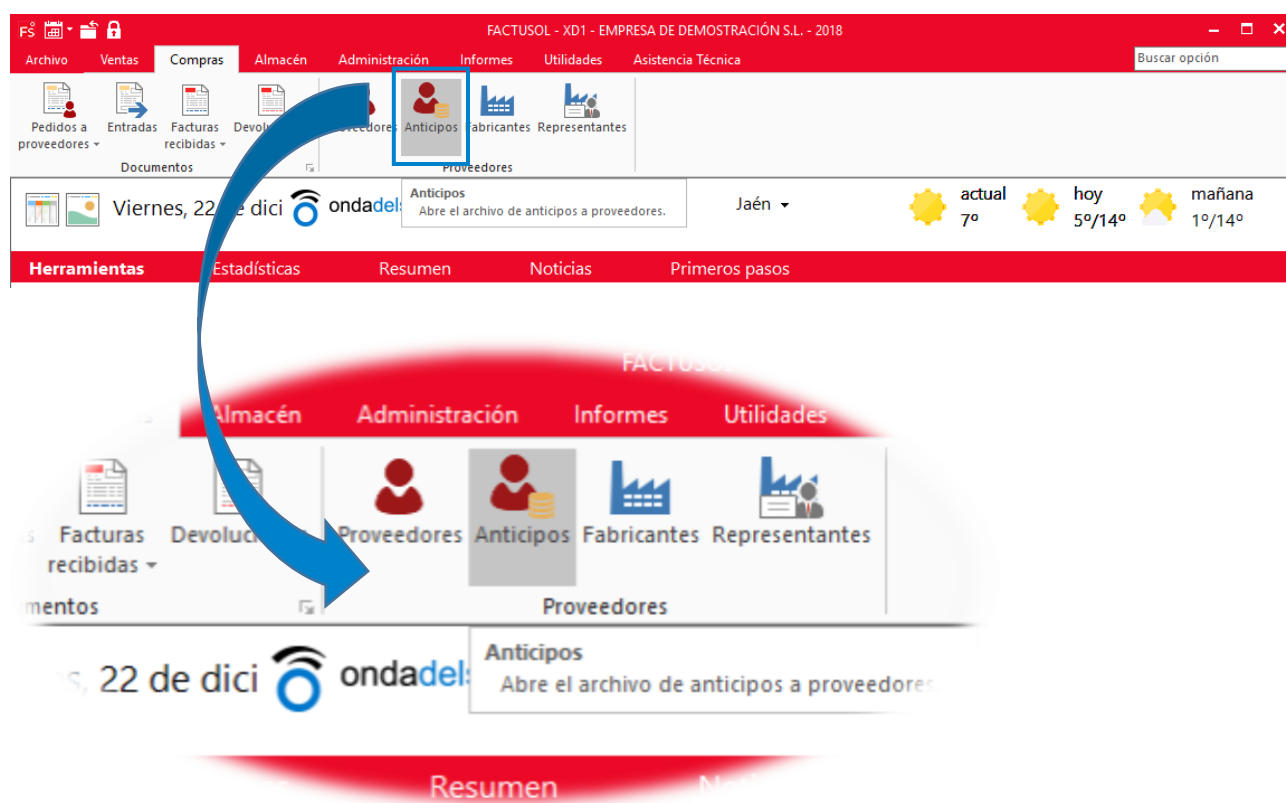 FS
FACTUSOL - XD1 - EMPRESA DE DEMOSTRACIÓN S.L. - 2018
Archivo Ventas Compras Almacén Administración Informes Utilidades Asistencia Técnica Buscar opción
Pedidos a proveedores
Entradas
Facturas recibidas
Anticipos
Fabricantes
Representantes
Documentos
Proveedores
Viernes, 22 de dici
Anticipos
Abre el archivo de anticipos a proveedores.
Jaén
actual
7º
hoy
5º/14º
mañana
1º/14º
Herramientas Estadísticas Resumen Noticias Primeros pasos
Almacén Administración Informes Utilidades
Facturas recibidas
Proveedores
Anticipos
Fabricantes
Representantes
Proveedores
22 de dici
Anticipos
Abre el archivo de anticipos a proveedores
Resumen